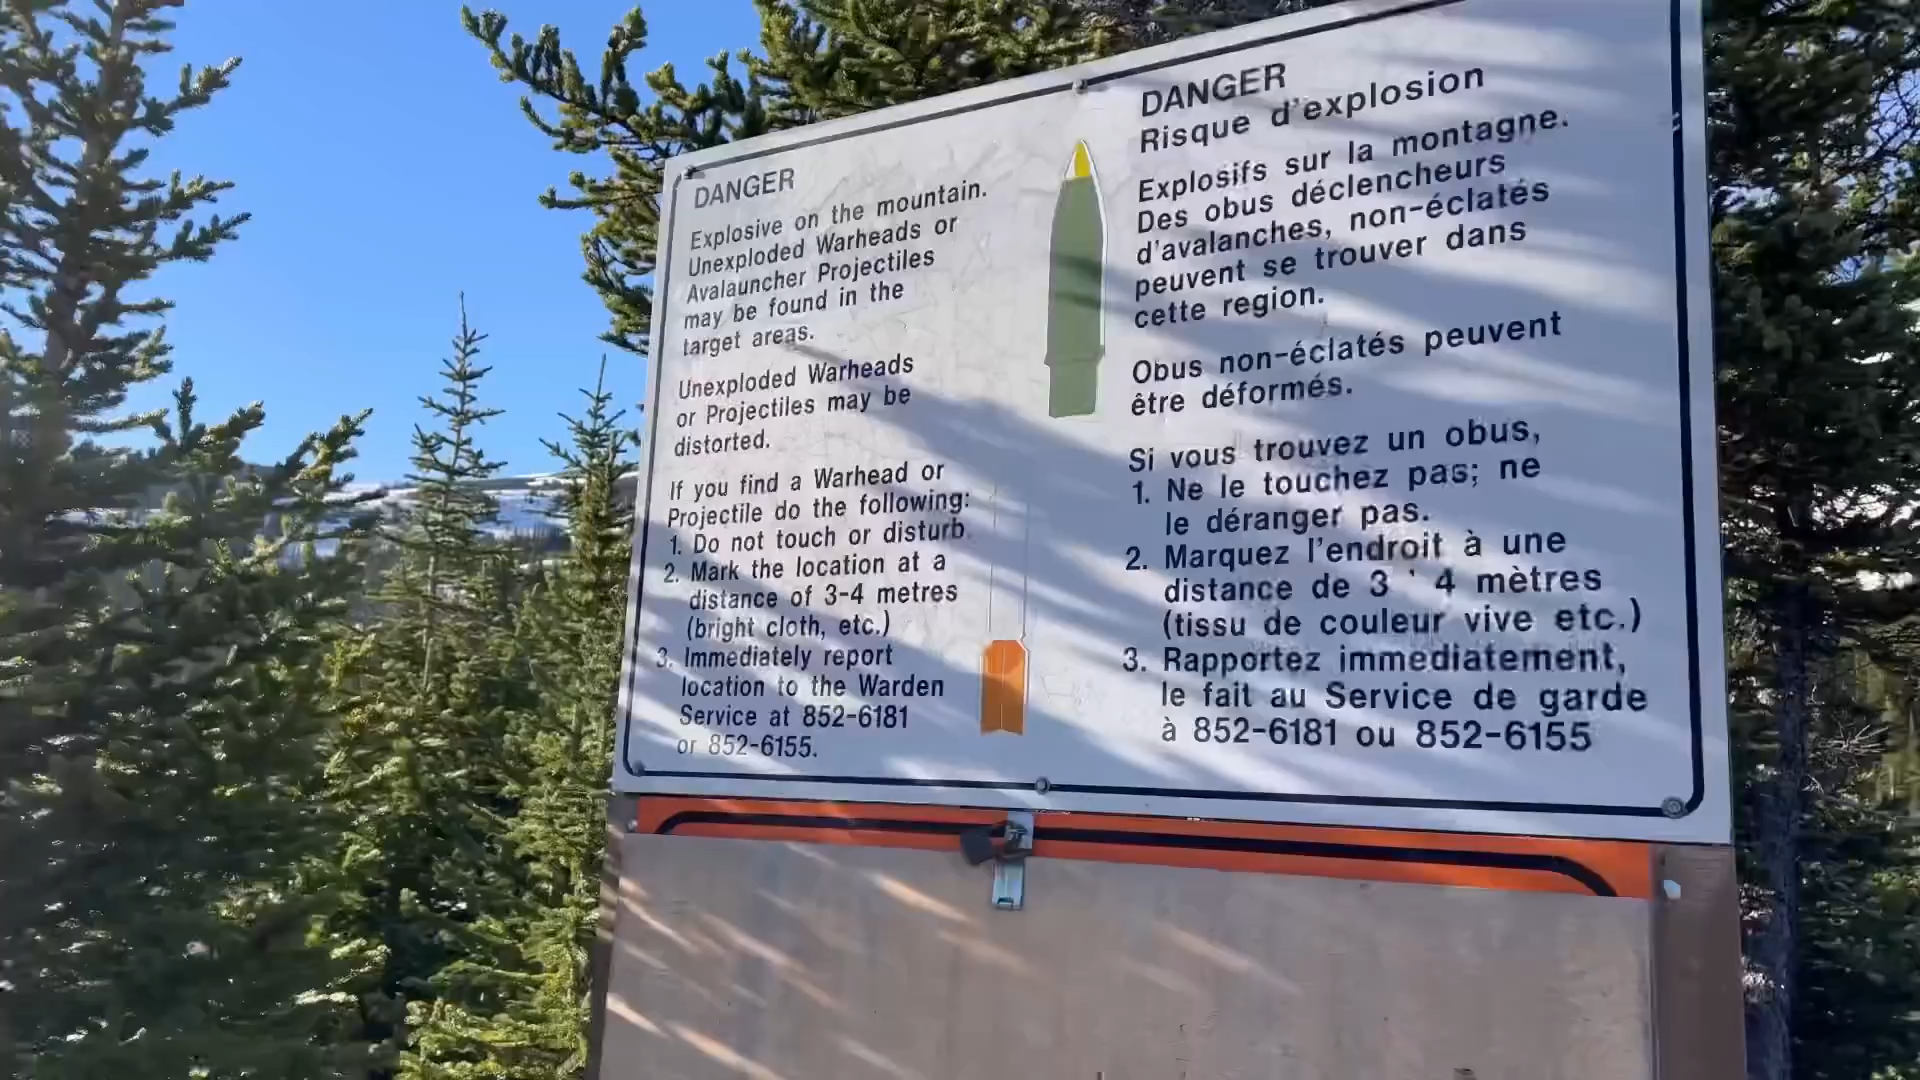 DANGER
Explosive on the mountain.
Unexploded Warheads or
Avalauncher Projectiles
may be found in the
target areas.
Unexploded Warheads
or Projectiles may be
distorted.
If you find a Warhead or
Projectile do the following:
1. Do not touch or disturb.
2. Mark the location at a
distance of 3-4 metres
(bright cloth, etc.)
3. Immediately report
location to the Warden
Service at 852-6181
or 852-6155.
DANGER
Risque d'explosion
Explosifs sur la montagne.
Des obus déclencheurs
d'avalanches, non-éclatés
peuvent se trouver dans
cette region.
Obus non-éclatés peuvent
être déformés.
Si vous trouvez un obus,
1. Ne le touchez pas; ne
le déranger pas.
2. Marquez l'endroit à une
distance de 3 ' 4 mètres
(tissu de couleur vive etc.)
3. Rapportez immediatement,
le fait au Service de garde
à 852-6181 ou 852-6155